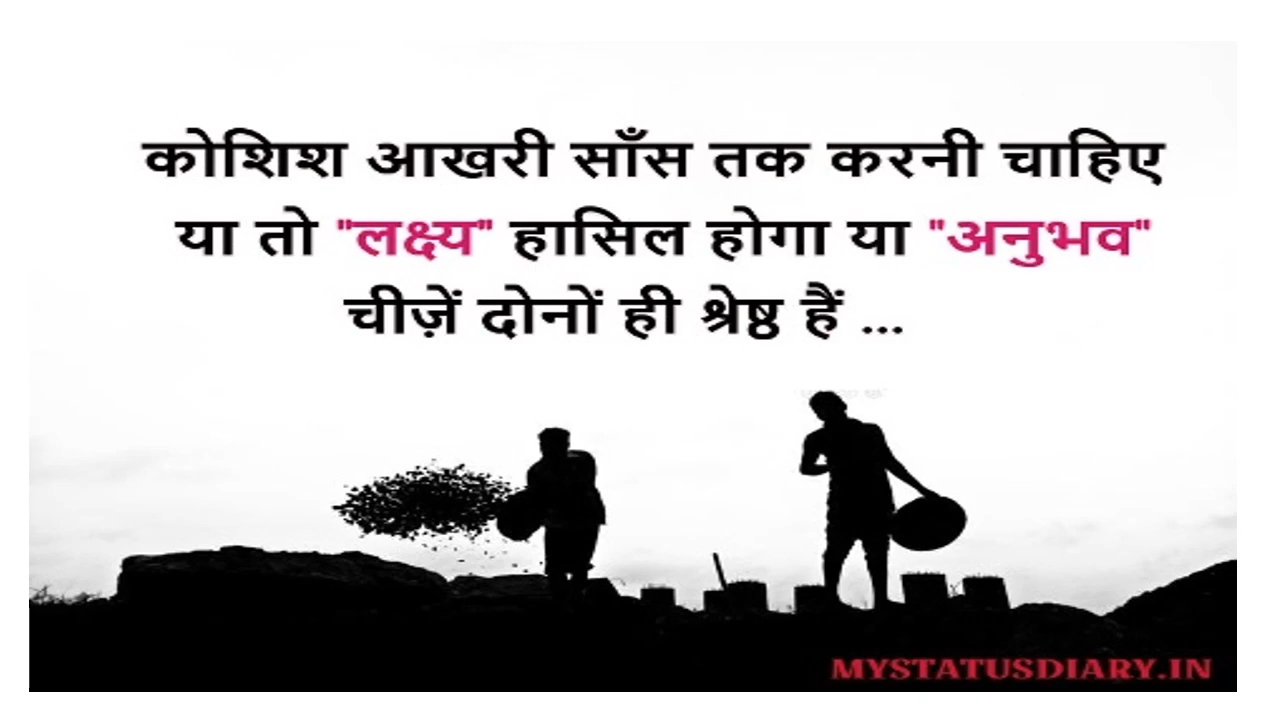 कोशिश आखरी साँस तक करनी चाहिए
या तो "लक्ष्य" हासिल होगा या "अनुभव"
चीज़ें दोनों ही श्रेष्ठ हैं ...
MYSTATUSDIARY.IN